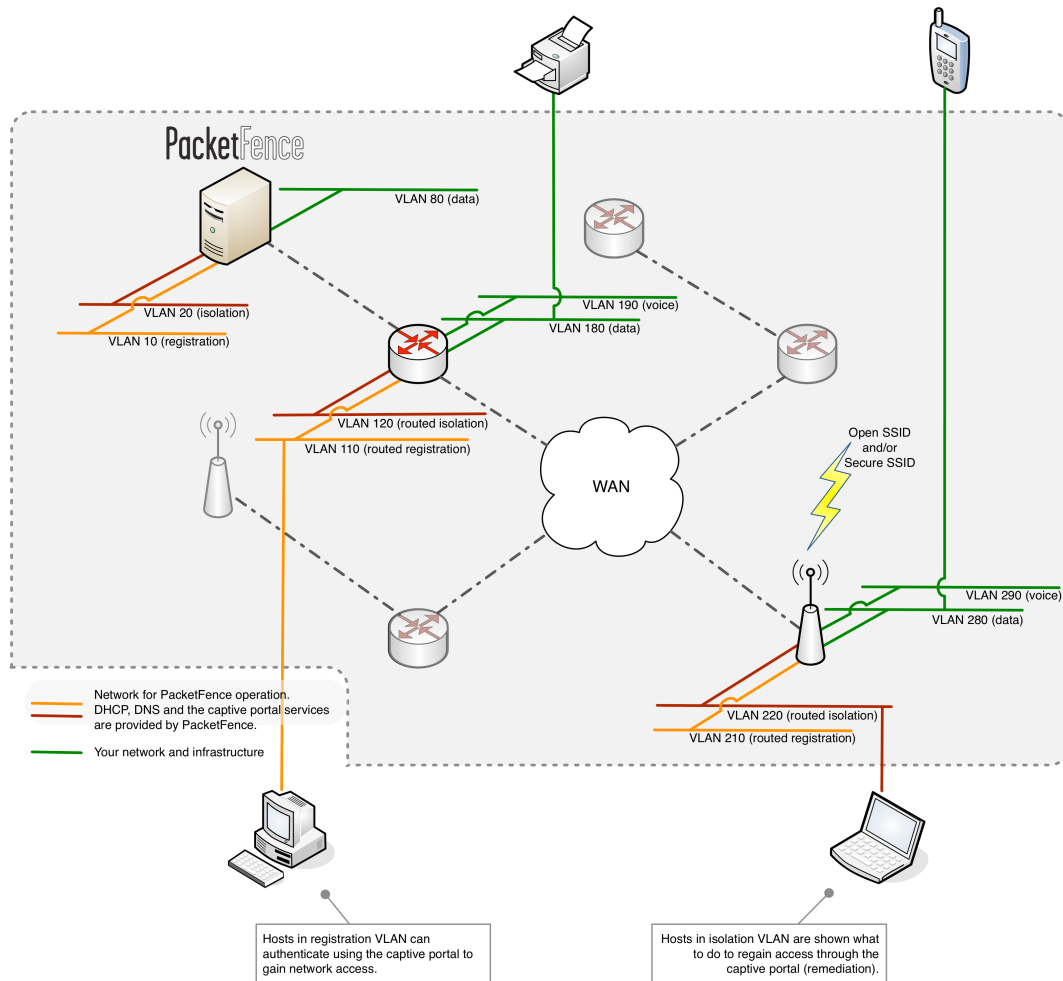 PacketFence
VLAN 80 (data)
VLAN 20 (isolation)
VLAN 10 (registration)
VLAN 190 (voice)
VLAN 180 (data)
VLAN 120 (routed isolation)
VLAN 110 (routed registration)
WAN
Open SSID
and/or
Secure SSID
VLAN 290 (voice)
VLAN 280 (data)
VLAN 220 (routed isolation)
VLAN 210 (routed registration)
Network for PacketFence operation.
DHCP, DNS and the captive portal services
are provided by PacketFence.
Your network and infrastructure
Hosts in registration VLAN can
authenticate using the captive portal to
gain network access.
Hosts in isolation VLAN are shown what
to do to regain access through the
captive portal (remediation).